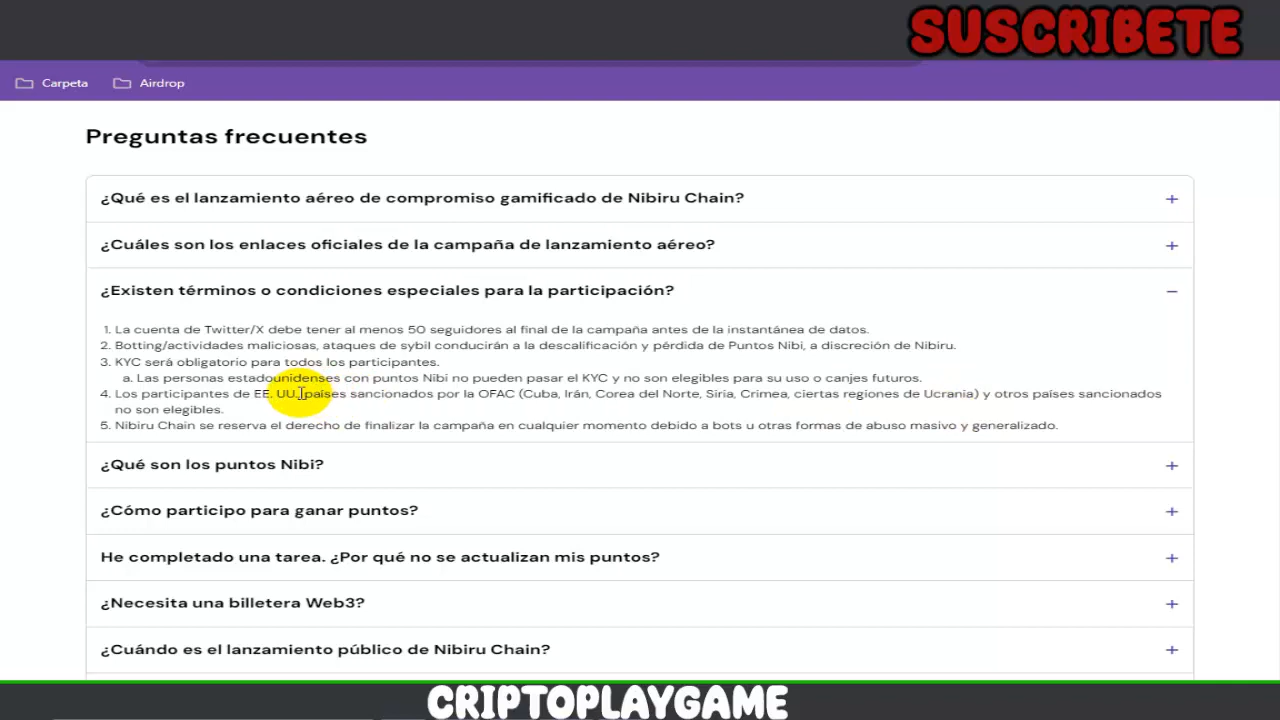 SUSCRIBETE
Carpeta Airdrop
Preguntas frecuentes
¿Qué es el lanzamiento aéreo de compromiso gamificado de Nibiru Chain? +
¿Cuáles son los enlaces oficiales de la campaña de lanzamiento aéreo? +
¿Existen términos o condiciones especiales para la participación? −
1. La cuenta de Twitter/X debe tener al menos 50 seguidores al final de la campaña antes de la instantánea de datos.
2. Botting/actividades maliciosas, ataques de sybil conducirán a la descalificación y pérdida de Puntos Nibi, a discreción de Nibiru.
3. KYC será obligatorio para todos los participantes.
a. Las personas estadounidenses con puntos Nibi no pueden pasar el KYC y no son elegibles para su uso o canjes futuros.
4. Los participantes de EE. UU., países sancionados por la OFAC (Cuba, Irán, Corea del Norte, Siria, Crimea, ciertas regiones de Ucrania) y otros países sancionados
no son elegibles.
5. Nibiru Chain se reserva el derecho de finalizar la campaña en cualquier momento debido a bots u otras formas de abuso masivo y generalizado.
¿Qué son los puntos Nibi? +
¿Cómo participo para ganar puntos? +
He completado una tarea. ¿Por qué no se actualizan mis puntos? +
¿Necesita una billetera Web3? +
¿Cuándo es el lanzamiento público de Nibiru Chain? +
CRIPTOPLAYGAME